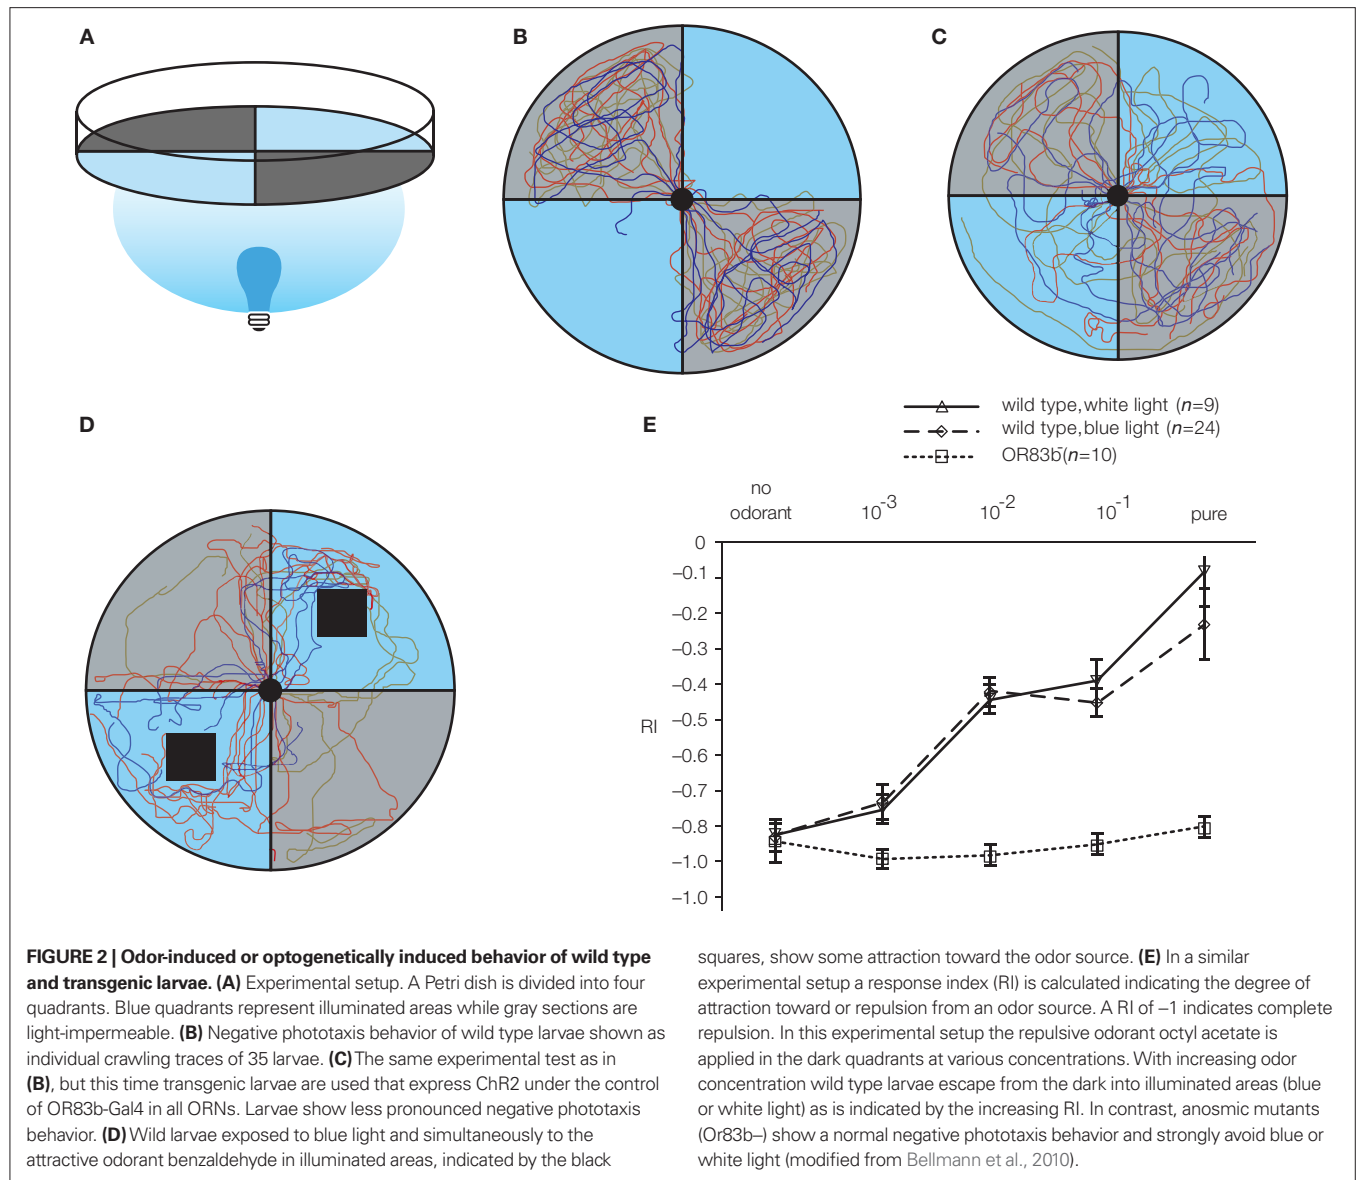 A
B
C
D
E
wild type, white light (n=9)
wild type, blue light (n=24)
OR83b-(n=10)
no
odorant
10-3
10-2
10-1
pure
0
–0.1
–0.2
–0.3
–0.4
–0.5
RI
–0.6
–0.7
–0.8
–1.0
–1.0
FIGURE 2 | Odor-induced or optogenetically induced behavior of wild type
and transgenic larvae. (A) Experimental setup. A Petri dish is divided into four
quadrants. Blue quadrants represent illuminated areas while gray sections are
light-impermeable. (B) Negative phototaxis behavior of wild type larvae shown as
individual crawling traces of 35 larvae. (C) The same experimental test as in
(B), but this time transgenic larvae are used that express ChR2 under the control
of OR83b-Gal4 in all ORNs. Larvae show less pronounced negative phototaxis
behavior. (D) Wild larvae exposed to blue light and simultaneously to the
attractive odorant benzaldehyde in illuminated areas, indicated by the black
squares, show some attraction toward the odor source. (E) In a similar
experimental setup a response index (RI) is calculated indicating the degree of
attraction toward or repulsion from an odor source. A RI of –1 indicates complete
repulsion. In this experimental setup the repulsive odorant octyl acetate is
applied in the dark quadrants at various concentrations. With increasing odor
concentration wild type larvae escape from the dark into illuminated areas (blue
or white light) as is indicated by the increasing RI. In contrast, anosmic mutants
(Or83b–) show a normal negative phototaxis behavior and strongly avoid blue or
white light (modified from Bellmann et al., 2010).